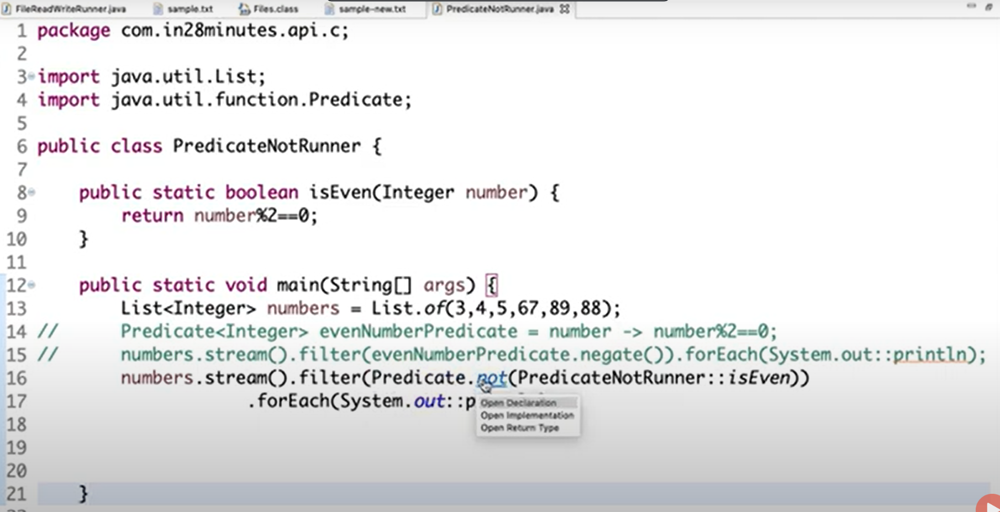 FileReadWriteRunner.java sample.txt Files.class sample-new.txt PredicateNotRunner.java
1 package com.in28minutes.api.c;
2
3 import java.util.List;
4 import java.util.function.Predicate;
5
6 public class PredicateNotRunner {
7
8 public static boolean isEven(Integer number) {
9 return number%2==0;
10 }
11
12 public static void main(String[] args) {
13 List<Integer> numbers = List.of(3,4,5,67,89,88);
14 // Predicate<Integer> evenNumberPredicate = number -> number%2==0;
15 // numbers.stream().filter(evenNumberPredicate.negate()).forEach(System.out::println);
16 numbers.stream().filter(Predicate.not(PredicateNotRunner::isEven))
17 .forEach(System.out::p
Open Declaration
Open Implementation
Open Return Type
18
19
20
21 }